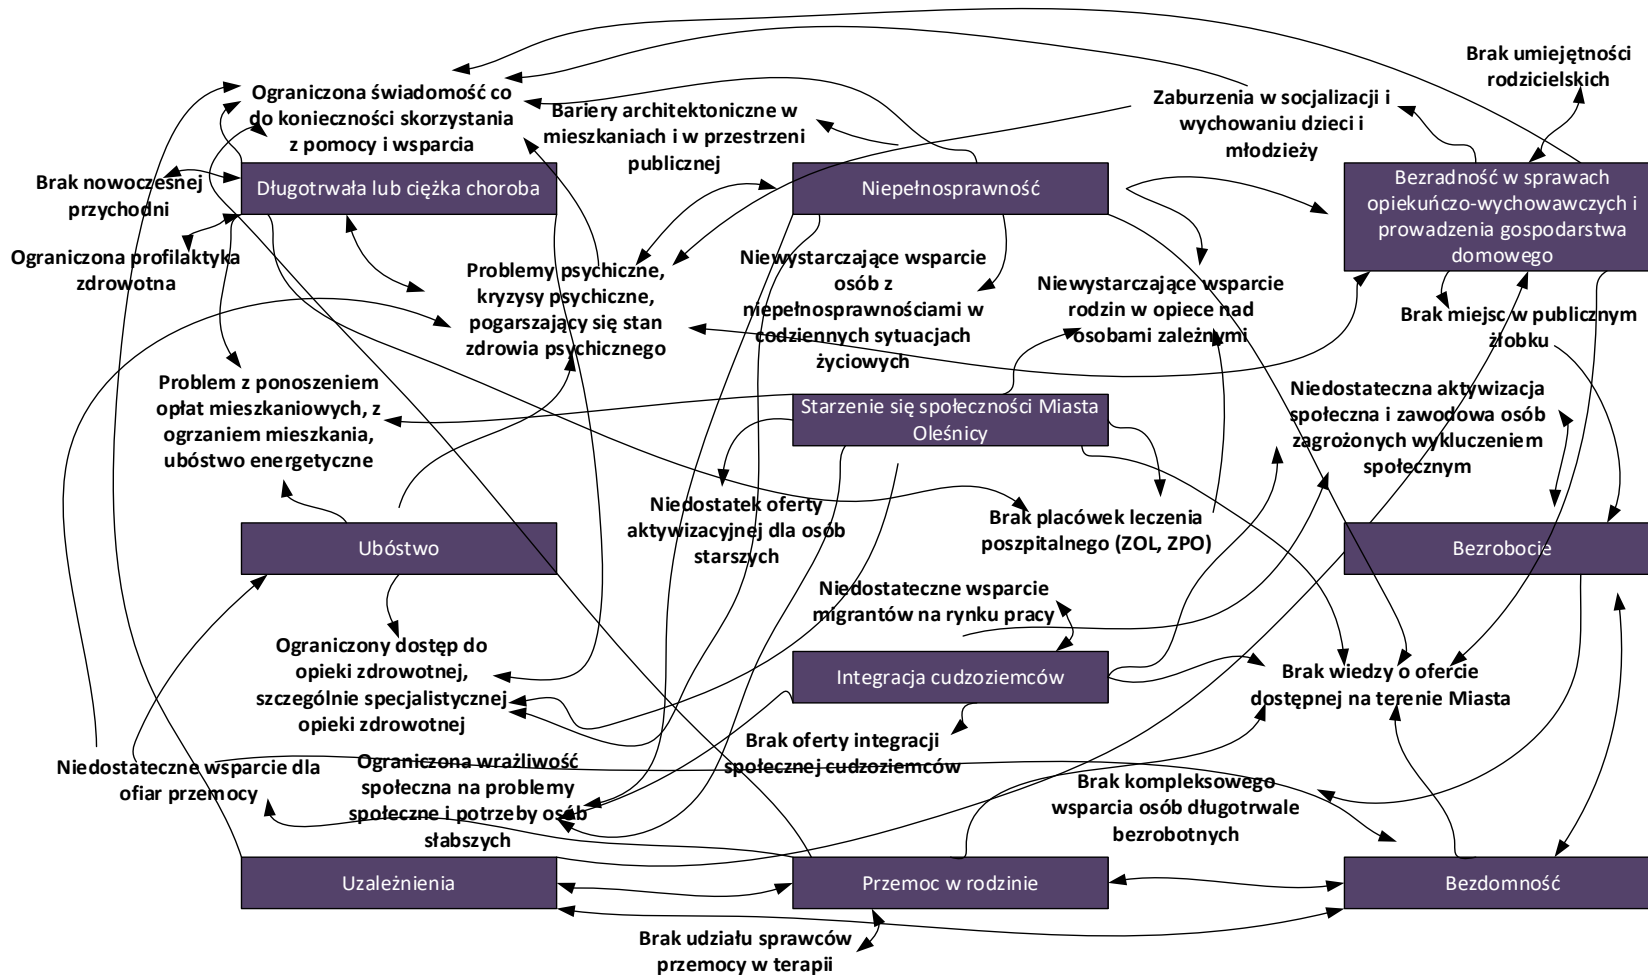 Brak umiejętności
rodzicielskich
Ograniczona świadomość co
do konieczności skorzystania
z pomocy i wsparcia
Bariery architektoniczne w
mieszkaniach i w przestrzeni
publicznej
Zaburzenia w socjalizacji i
wychowaniu dzieci i
młodzieży
Brak nowoczesnej
przychodni
Długotrwała lub ciężka choroba
Niepełnosprawność
Bezradność w sprawach
opiekuńczo-wychowawczych i
prowadzenia gospodarstwa
domowego
Ograniczona profilaktyka
zdrowotna
Problemy psychiczne,
kryzysy psychiczne,
pogarszający się stan
zdrowia psychicznego
Niewystarczające wsparcie
osób z
niepełnosprawnościami w
codziennych sytuacjach
życiowych
Niewystarczające wsparcie
rodzin w opiece nad
osobami zależnymi
Brak miejsc w publicznym
żłobku
Problem z ponoszeniem
opłat mieszkaniowych, z
ogrzaniem mieszkania,
ubóstwo energetyczne
Starzenie się społeczności Miasta
Oleśnicy
Niedostateczna aktywizacja
społeczna i zawodowa osób
zagrożonych wykluczeniem
społecznym
Niedostatek oferty
aktywizacyjnej dla osób
starszych
Brak placówek leczenia
poszpitalnego (ZOL, ZPO)
Ubóstwo
Bezrobocie
Niedostateczne wsparcie
migrantów na rynku pracy
Ograniczony dostęp do
opieki zdrowotnej,
szczególnie specjalistycznej
opieki zdrowotnej
Integracja cudzoziemców
Brak wiedzy o ofercie
dostępnej na terenie Miasta
Niedostateczne wsparcie dla
ofiar przemocy
Ograniczona wrażliwość
społeczna na problemy
społeczne i potrzeby osób
słabszych
Brak oferty integracji
społecznej cudzoziemców
Brak kompleksowego
wsparcia osób długotrwale
bezrobotnych
Uzależnienia
Przemoc w rodzinie
Bezdomność
Brak udziału sprawców
przemocy w terapii